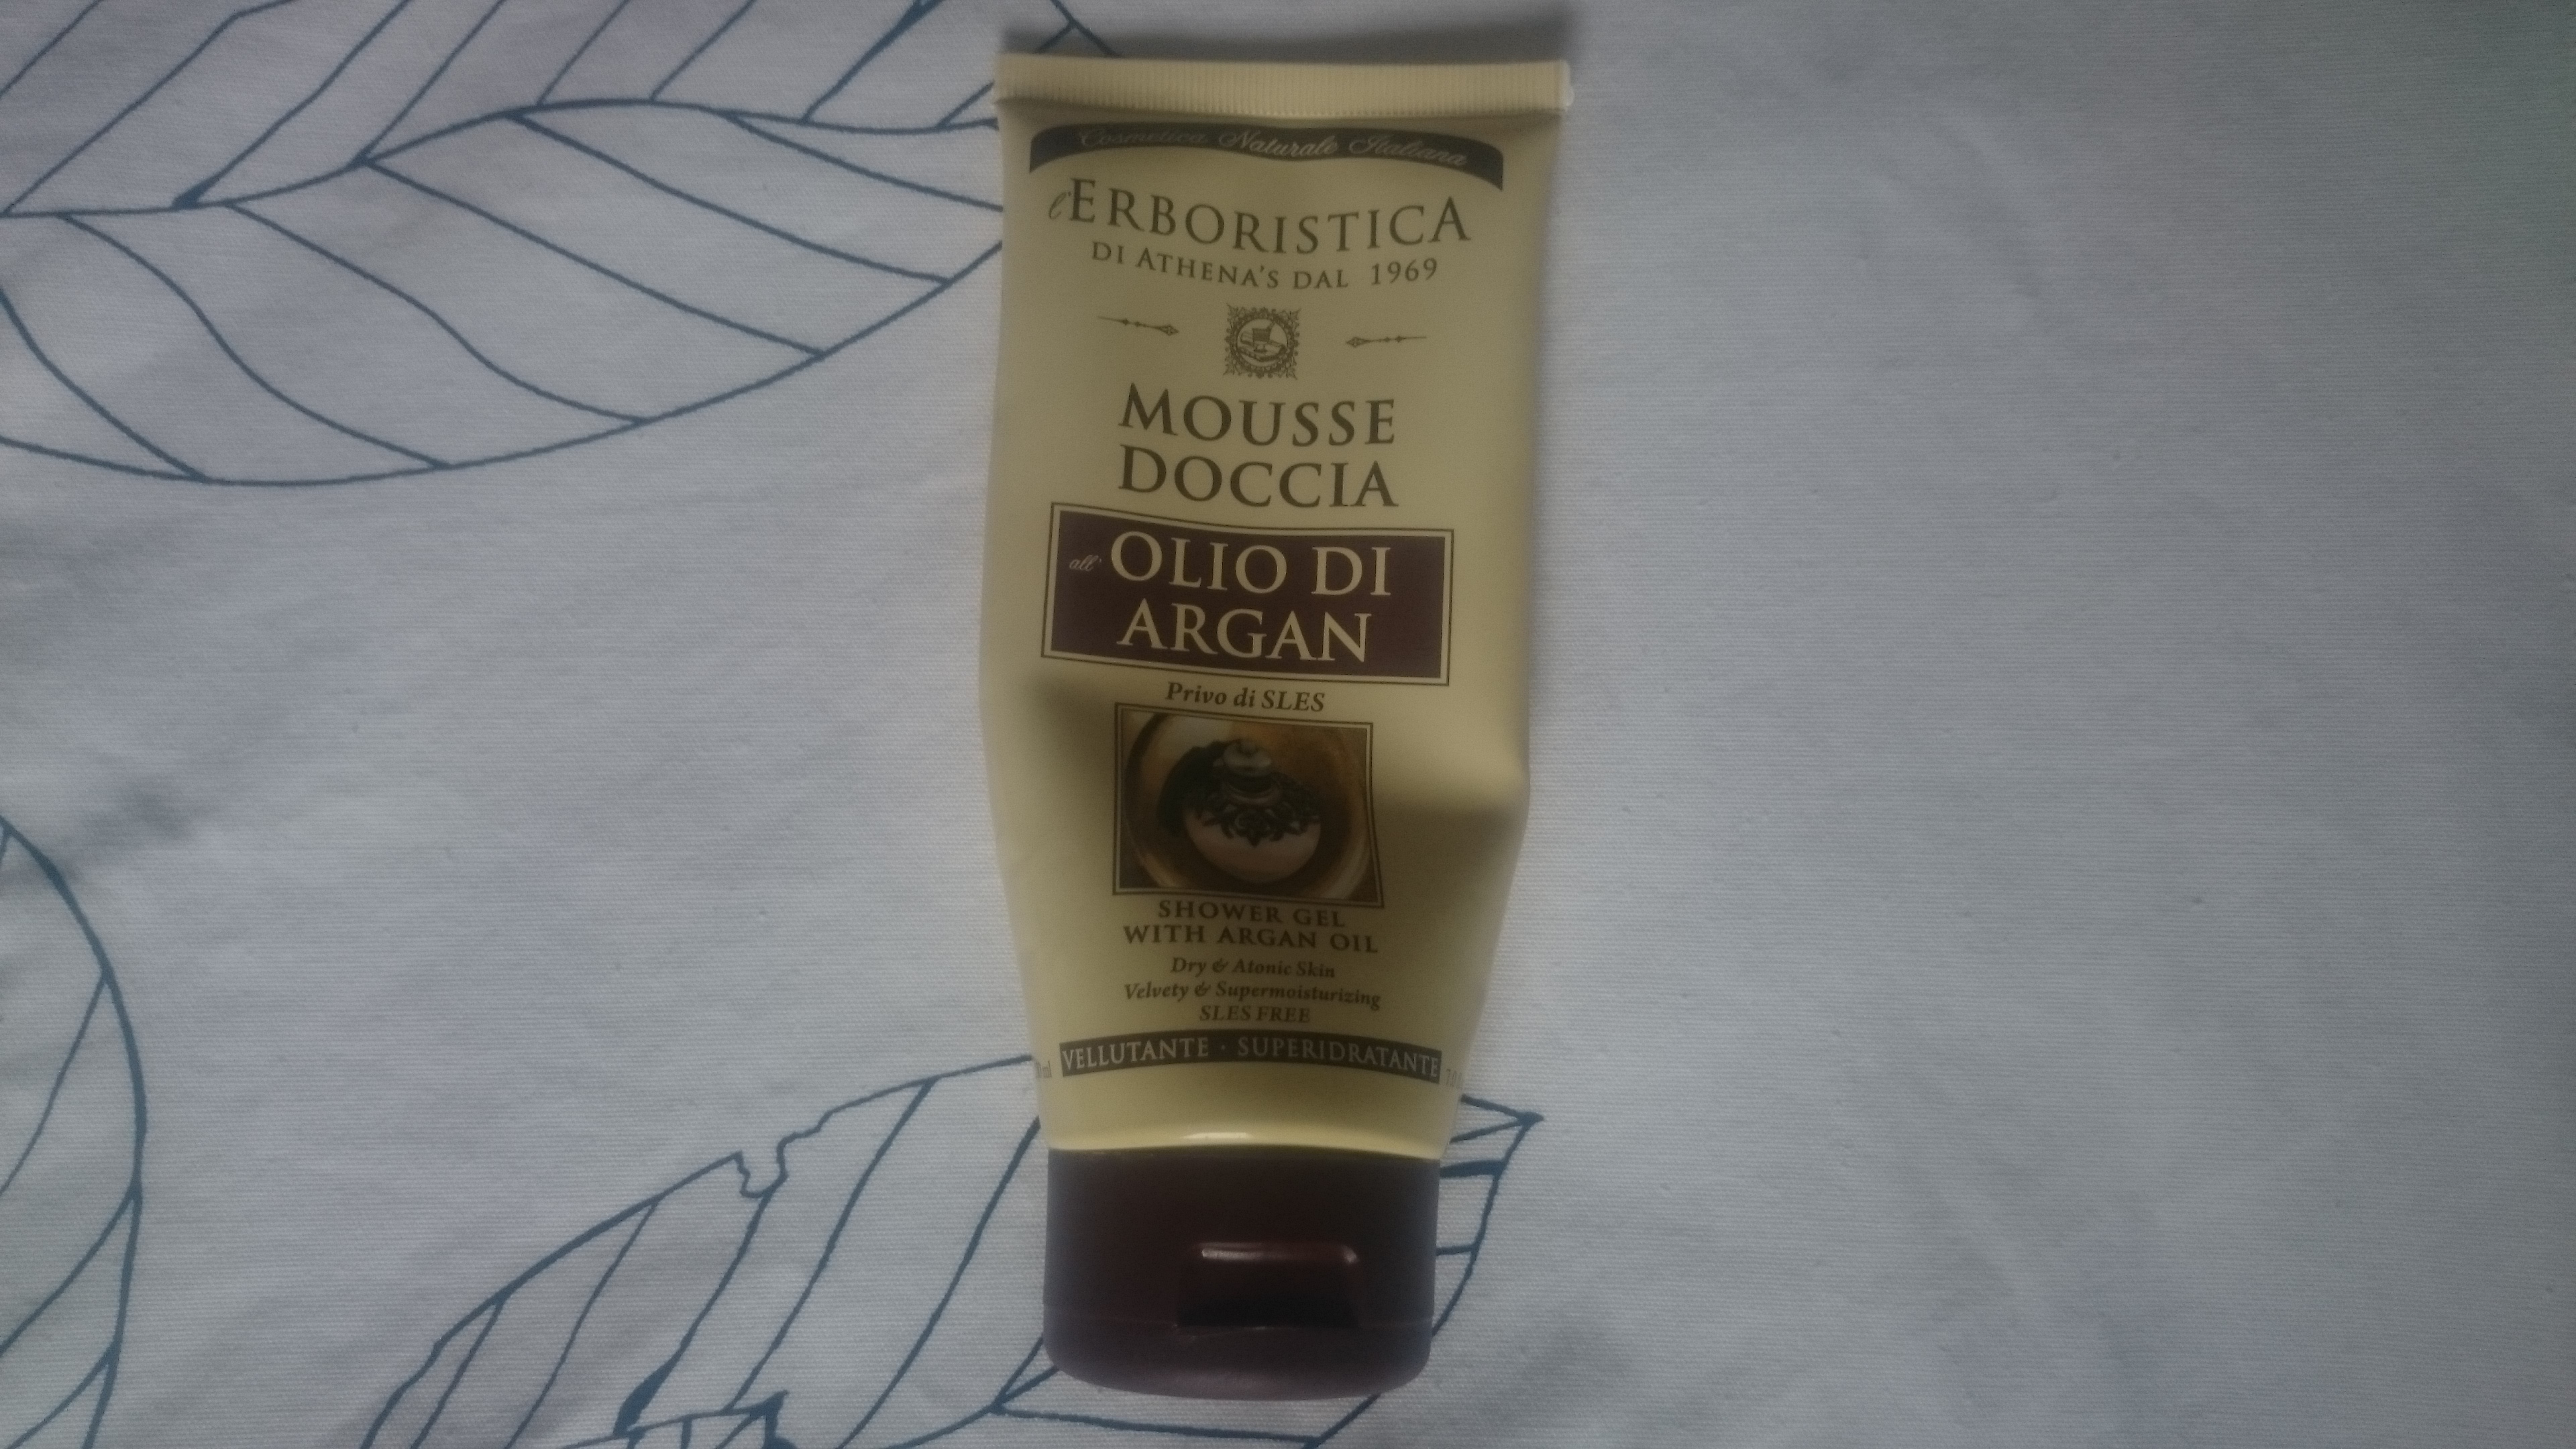 Cosmetica Naturale Italiana
l'ERBORISTICA
DI ATHENA'S DAL 1969
MOUSSE
DOCCIA
all' OLIO DI
ARGAN
Privo di SLES
SHOWER GEL
WITH ARGAN OIL
Dry & Atonic Skin
Velvety & Supermoisturizing
SLES FREE
VELLUTANTE · SUPERIDRATANTE
ml